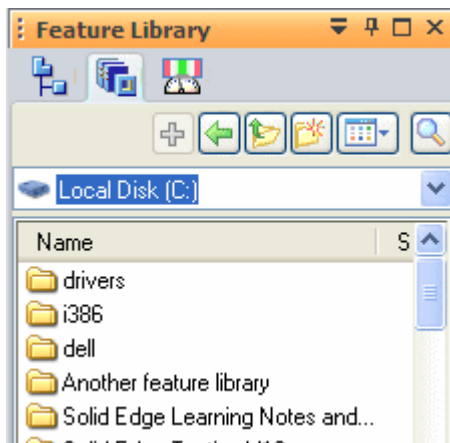 Feature Library
Local Disk (C:)
Name S
drivers
i386
dell
Another feature library
Solid Edge Learning Notes and...